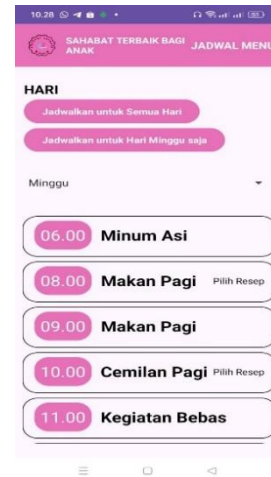 10.28
SAHABAT TERBAIK BAGI
ANAK
JADWAL MENU
HARI
Jadwalkan untuk Semua Hari
Jadwalkan untuk Hari Minggu saja
Minggu
06.00 Minum Asi
08.00 Makan Pagi Pilih Resep
09.00 Makan Pagi
10.00 Cemilan Pagi Pilih Resep
11.00 Kegiatan Bebas